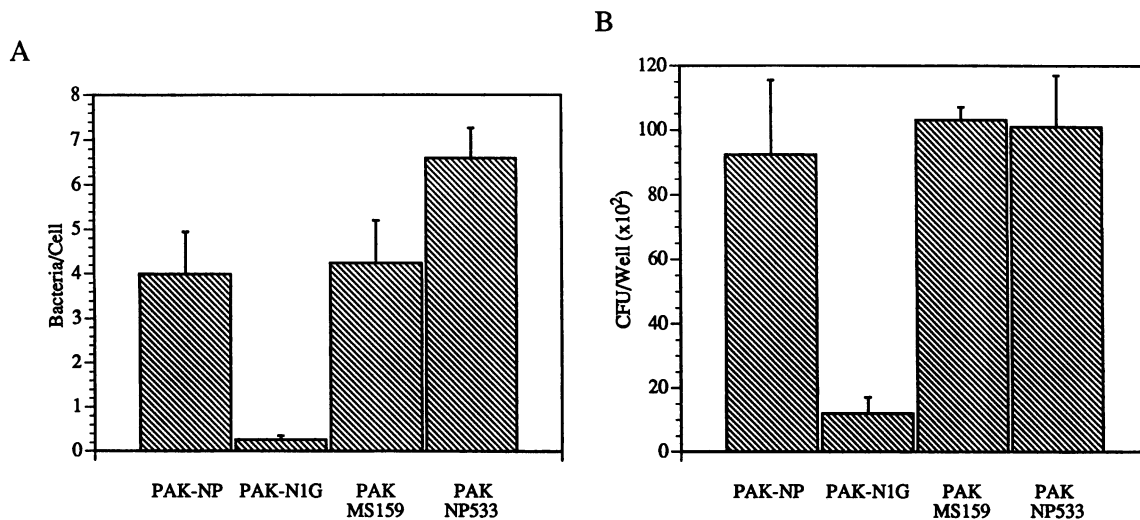 A
Bacteria/Cell
8
7
6
5
4
3
2
1
0
PAK-NP
PAK-N1G
PAK
MS159
PAK
NP533
B
CFU/Well (x10²)
120
100
80
60
40
20
0
PAK-NP
PAK-N1G
PAK
MS159
PAK
NP533